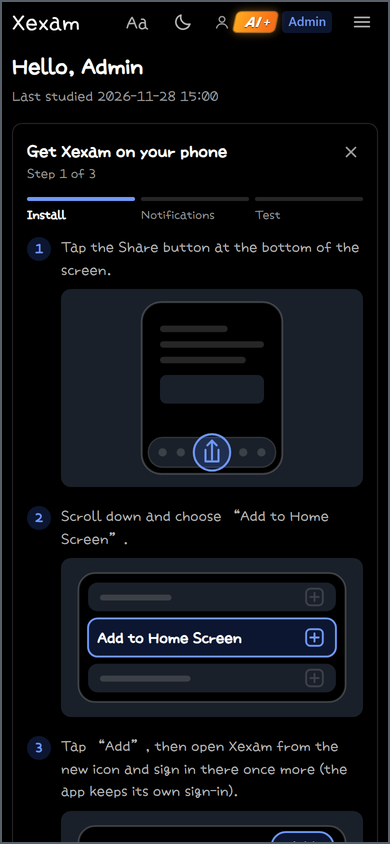 Xexam Aa AI+ Admin
Hello, Admin
Last studied 2026-11-28 15:00
Get Xexam on your phone
Step 1 of 3
Install Notifications Test
1 Tap the Share button at the bottom of the
screen.
2 Scroll down and choose “Add to Home
Screen”.
Add to Home Screen
3 Tap “Add”, then open Xexam from the
new icon and sign in there once more (the
app keeps its own sign-in).